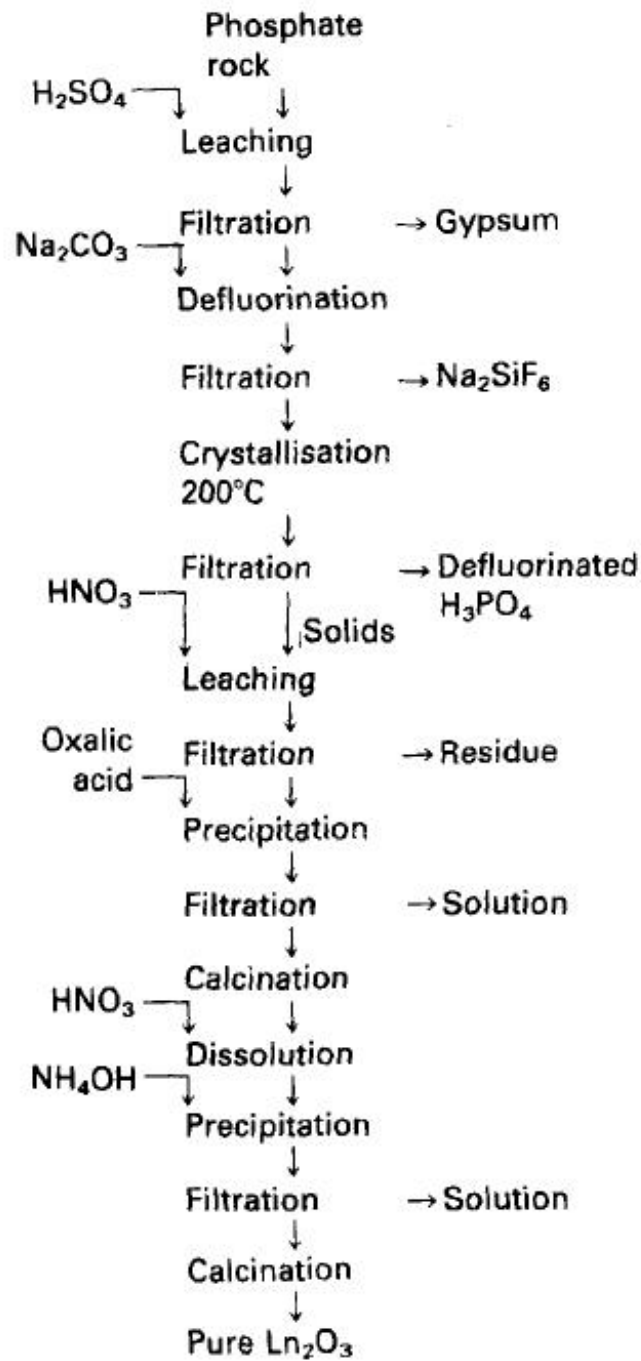 Phosphate
rock
H₂SO₄
Leaching
Filtration → Gypsum
Na₂CO₃
Defluorination
Filtration → Na₂SiF₆
Crystallisation
200°C
Filtration → Defluorinated
H₃PO₄
HNO₃
Solids
Leaching
Oxalic
acid
Filtration → Residue
Precipitation
Filtration → Solution
Calcination
HNO₃
Dissolution
NH₄OH
Precipitation
Filtration → Solution
Calcination
Pure Ln₂O₃